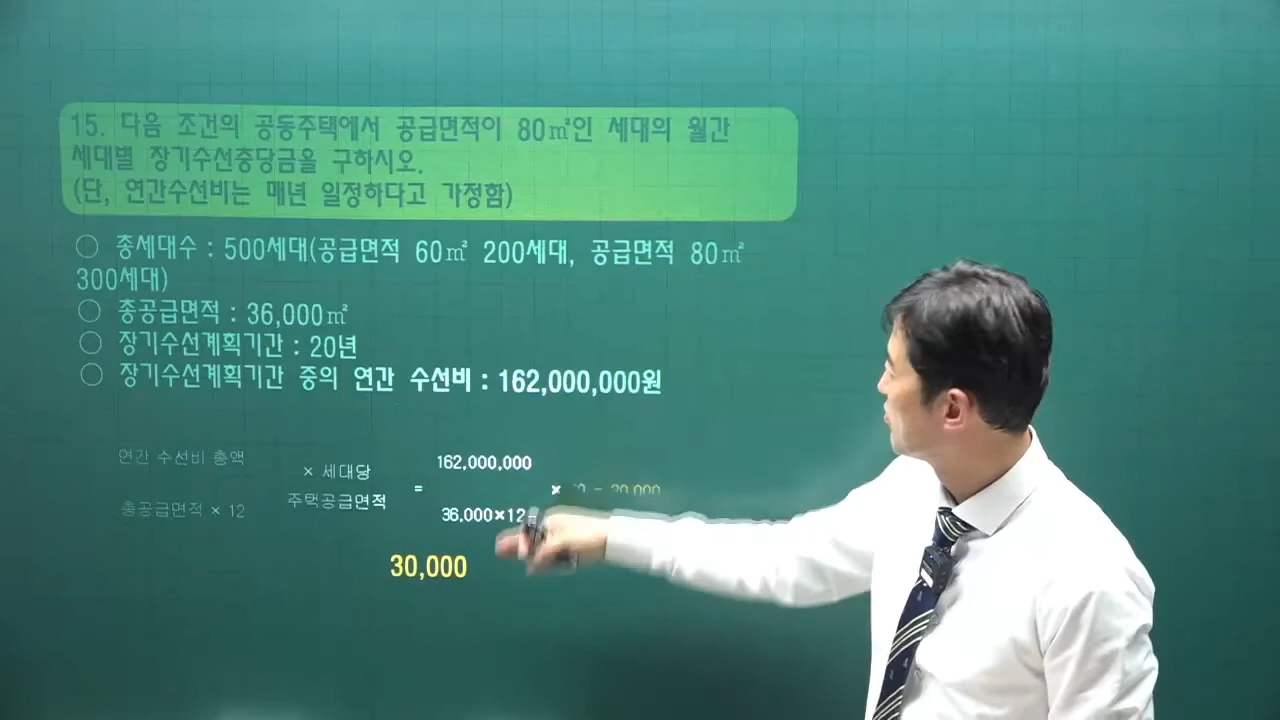 15. 다음 조건의 공동주택에서 공급면적이 80㎡인 세대의 월간
세대별 장기수선충당금을 구하시오.
(단, 연간수선비는 매년 일정하다고 가정함)
○ 총세대수 : 500세대(공급면적 60㎡ 200세대, 공급면적 80㎡
300세대)
○ 총공급면적 : 36,000㎡
○ 장기수선계획기간 : 20년
○ 장기수선계획기간 중의 연간 수선비 : 162,000,000원
연간 수선비 총액
총공급면적 × 12
× 세대당
주택공급면적
=
162,000,000
36,000×12=
×
30,000